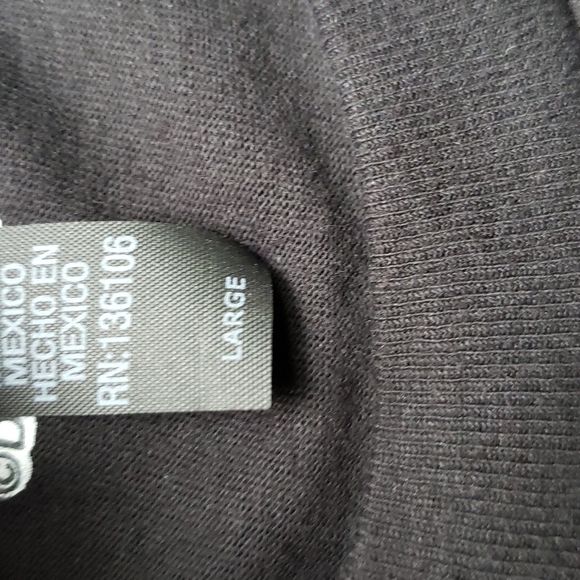 MEXICO
HECHO EN
MEXICO
RN:136106
LARGE
©D